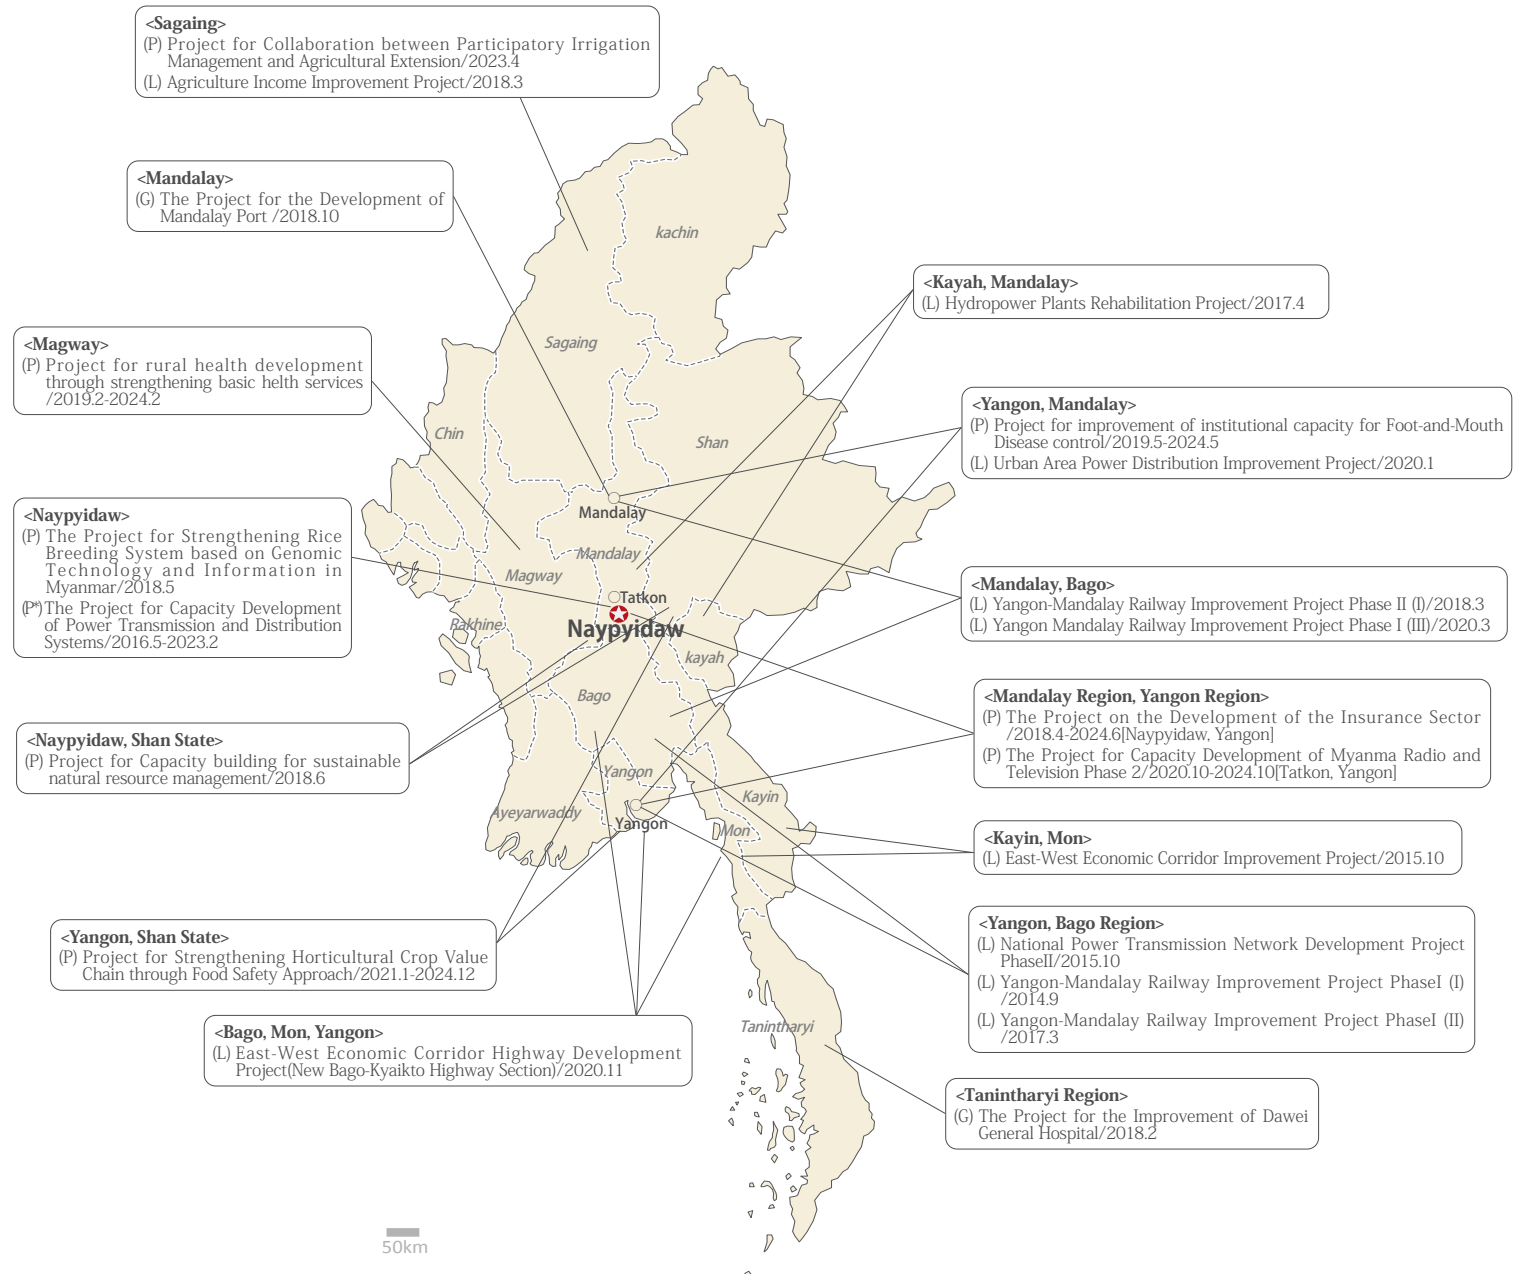 <Sagaing>
(P) Project for Collaboration between Participatory Irrigation
Management and Agricultural Extension/2023.4
(L) Agriculture Income Improvement Project/2018.3
<Mandalay>
(G) The Project for the Development of
Mandalay Port /2018.10
<Magway>
(P) Project for rural health development
through strengthening basic helth services
/2019.2-2024.2
<Naypyidaw>
(P) The Project for Strengthening Rice
Breeding System based on Genomic
Technology and Information in
Myanmar/2018.5
(P*) The Project for Capacity Development
of Power Transmission and Distribution
Systems/2016.5-2023.2
<Naypyidaw, Shan State>
(P) Project for Capacity building for sustainable
natural resource management/2018.6
<Yangon, Shan State>
(P) Project for Strengthening Horticultural Crop Value
Chain through Food Safety Approach/2021.1-2024.12
<Bago, Mon, Yangon>
(L) East-West Economic Corridor Highway Development
Project(New Bago-Kyaikto Highway Section)/2020.11
<Kayah, Mandalay>
(L) Hydropower Plants Rehabilitation Project/2017.4
<Yangon, Mandalay>
(P) Project for improvement of institutional capacity for Foot-and-Mouth
Disease control/2019.5-2024.5
(L) Urban Area Power Distribution Improvement Project/2020.1
<Mandalay, Bago>
(L) Yangon-Mandalay Railway Improvement Project Phase II (I)/2018.3
(L) Yangon Mandalay Railway Improvement Project Phase I (III)/2020.3
<Mandalay Region, Yangon Region>
(P) The Project on the Development of the Insurance Sector
/2018.4-2024.6[Naypyidaw, Yangon]
(P) The Project for Capacity Development of Myanma Radio and
Television Phase 2/2020.10-2024.10[Tatkon, Yangon]
<Kayin, Mon>
(L) East-West Economic Corridor Improvement Project/2015.10
<Yangon, Bago Region>
(L) National Power Transmission Network Development Project
PhaseII/2015.10
(L) Yangon-Mandalay Railway Improvement Project PhaseI (I)
/2014.9
(L) Yangon-Mandalay Railway Improvement Project PhaseI (II)
/2017.3
<Tanintharyi Region>
(G) The Project for the Improvement of Dawei
General Hospital/2018.2
kachin
Sagaing
Chin
Shan
Mandalay
Mandalay
Magway
Tatkon
Naypyidaw
Rakhine
kayah
Bago
Yangon
Ayeyarwaddy
Yangon
Kayin
Mon
Tanintharyi
50km